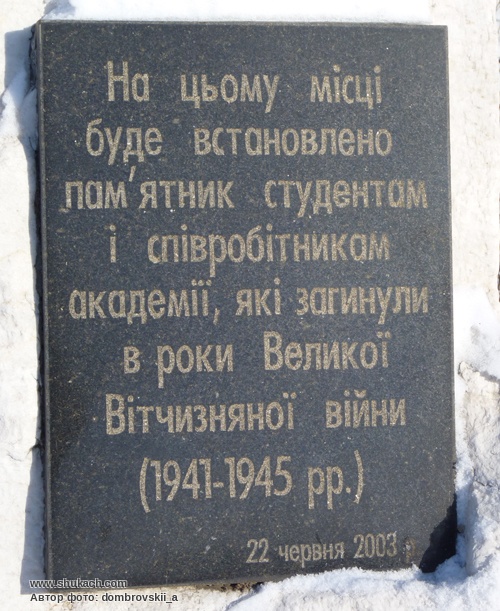 На цьому місці
буде встановлено
пам'ятник студентам
і співробітникам
академії, які загинули
в роки Великої
Вітчизняної війни
(1941-1945 рр.)
22 червня 2003 р
www.shukach.com
Автор фото: dombrovskii_a